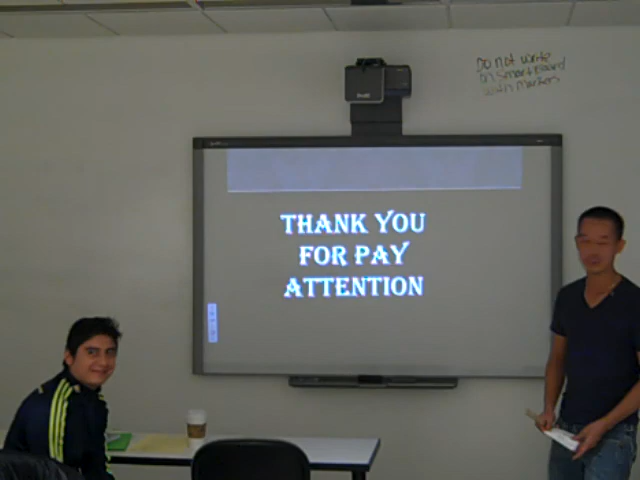 Do not write
on Smartboard
with markers
THANK YOU
FOR PAY
ATTENTION